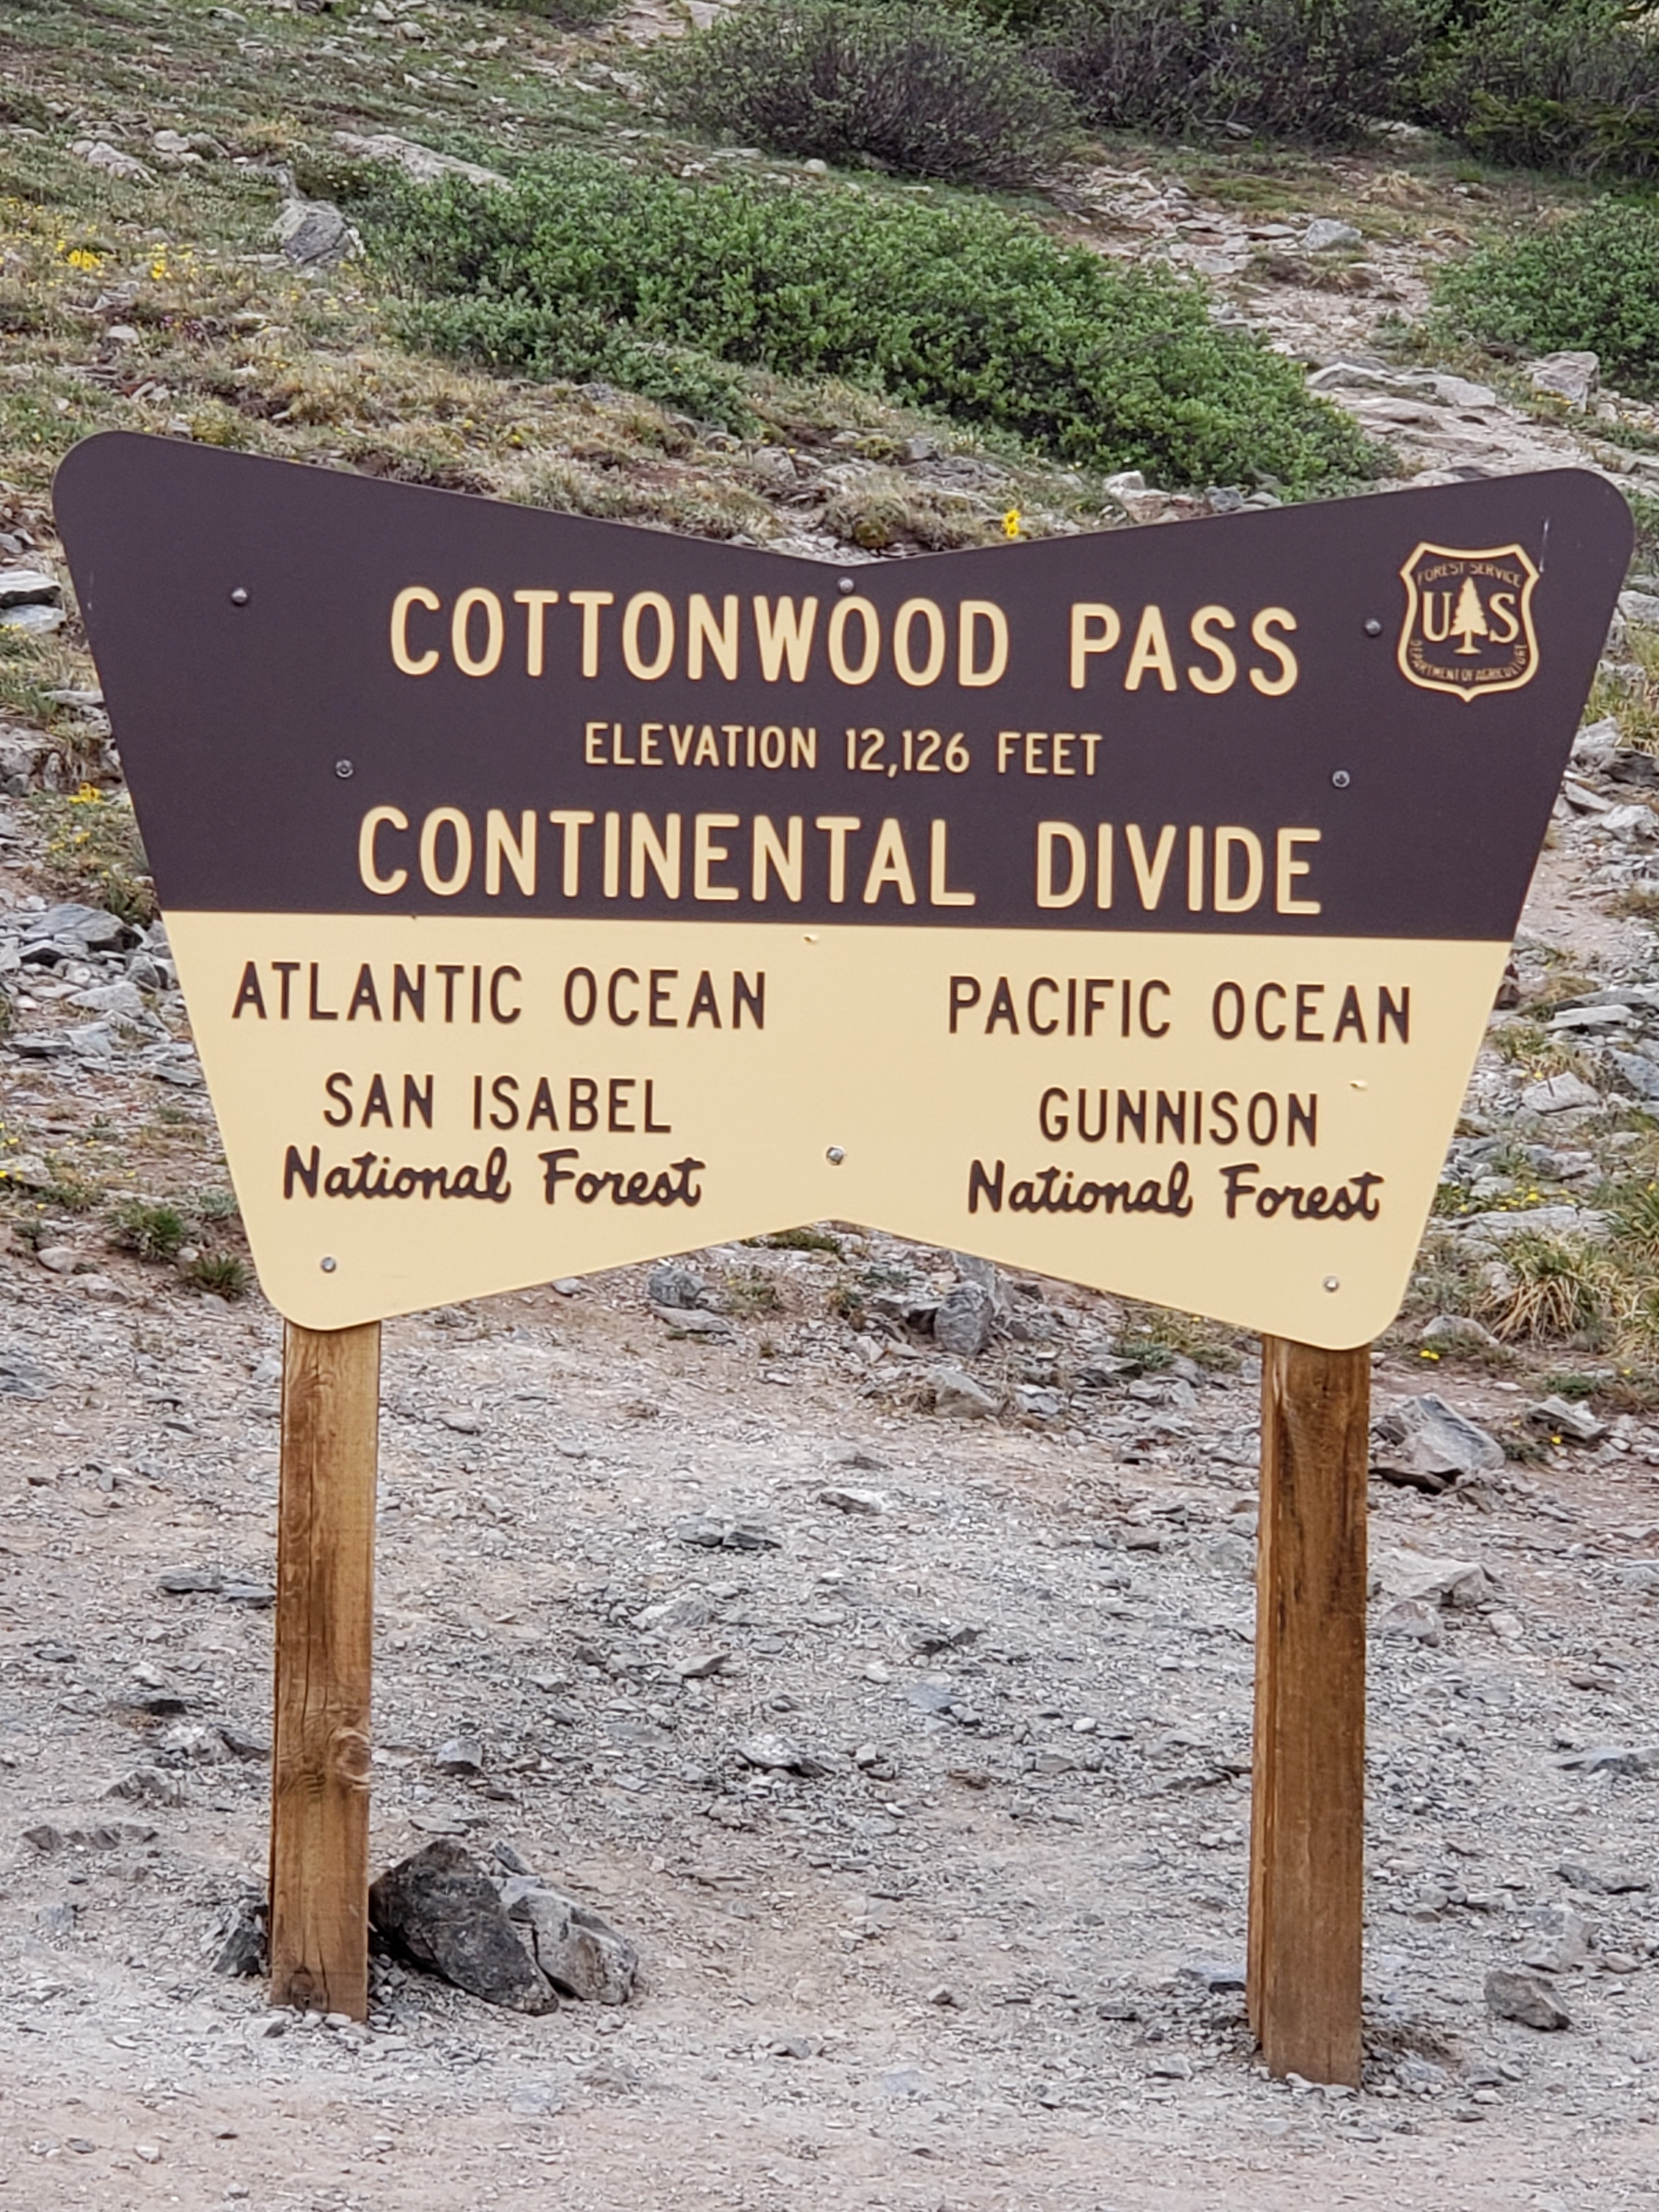 COTTONWOOD PASS
FOREST SERVICE
UAS
DEPARTMENT OF AGRICULTURE
ELEVATION 12,126 FEET
CONTINENTAL DIVIDE
ATLANTIC OCEAN
PACIFIC OCEAN
SAN ISABEL
National Forest
GUNNISON
National Forest